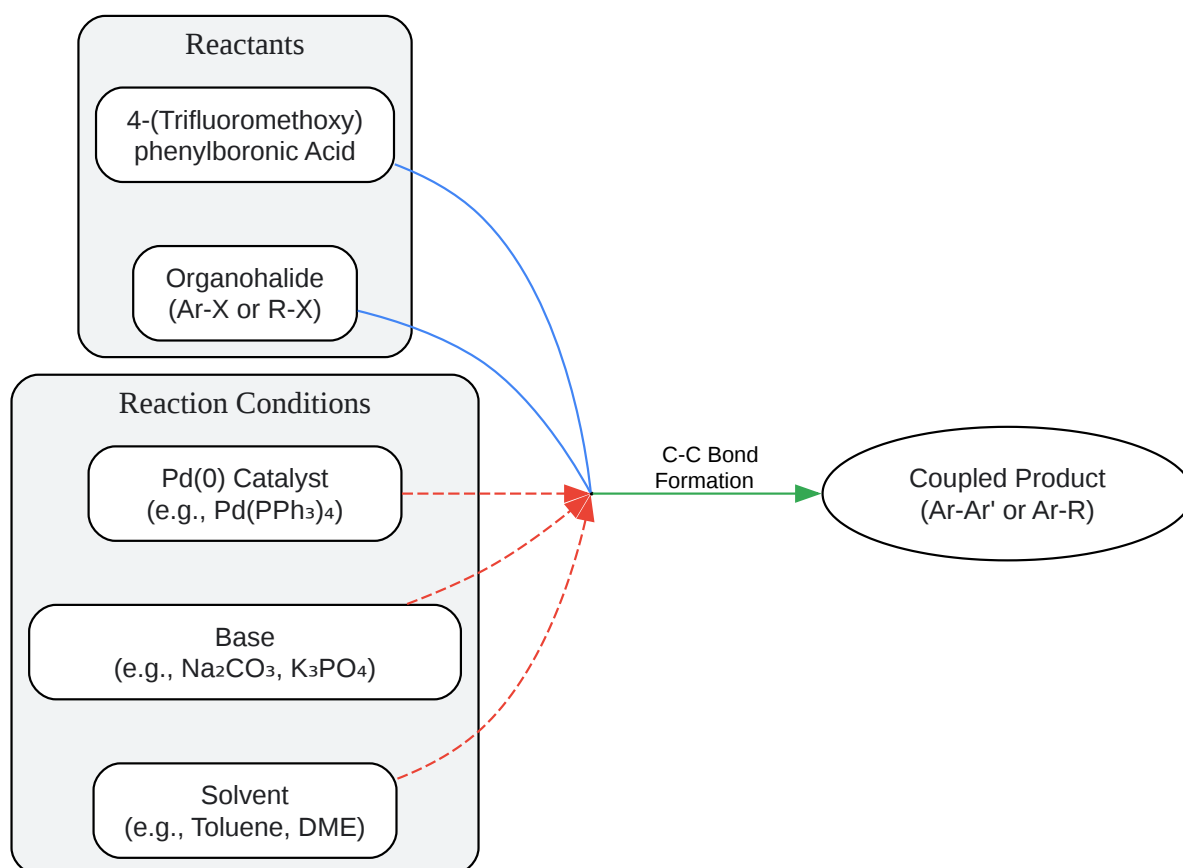 Reactants
4-(Trifluoromethoxy)
phenylboronic Acid
Organohalide
(Ar-X or R-X)
Reaction Conditions
Pd(0) Catalyst
(e.g., Pd(PPh₃)₄)
Base
(e.g., Na₂CO₃, K₃PO₄)
Solvent
(e.g., Toluene, DME)
C-C Bond
Formation
Coupled Product
(Ar-Ar' or Ar-R)